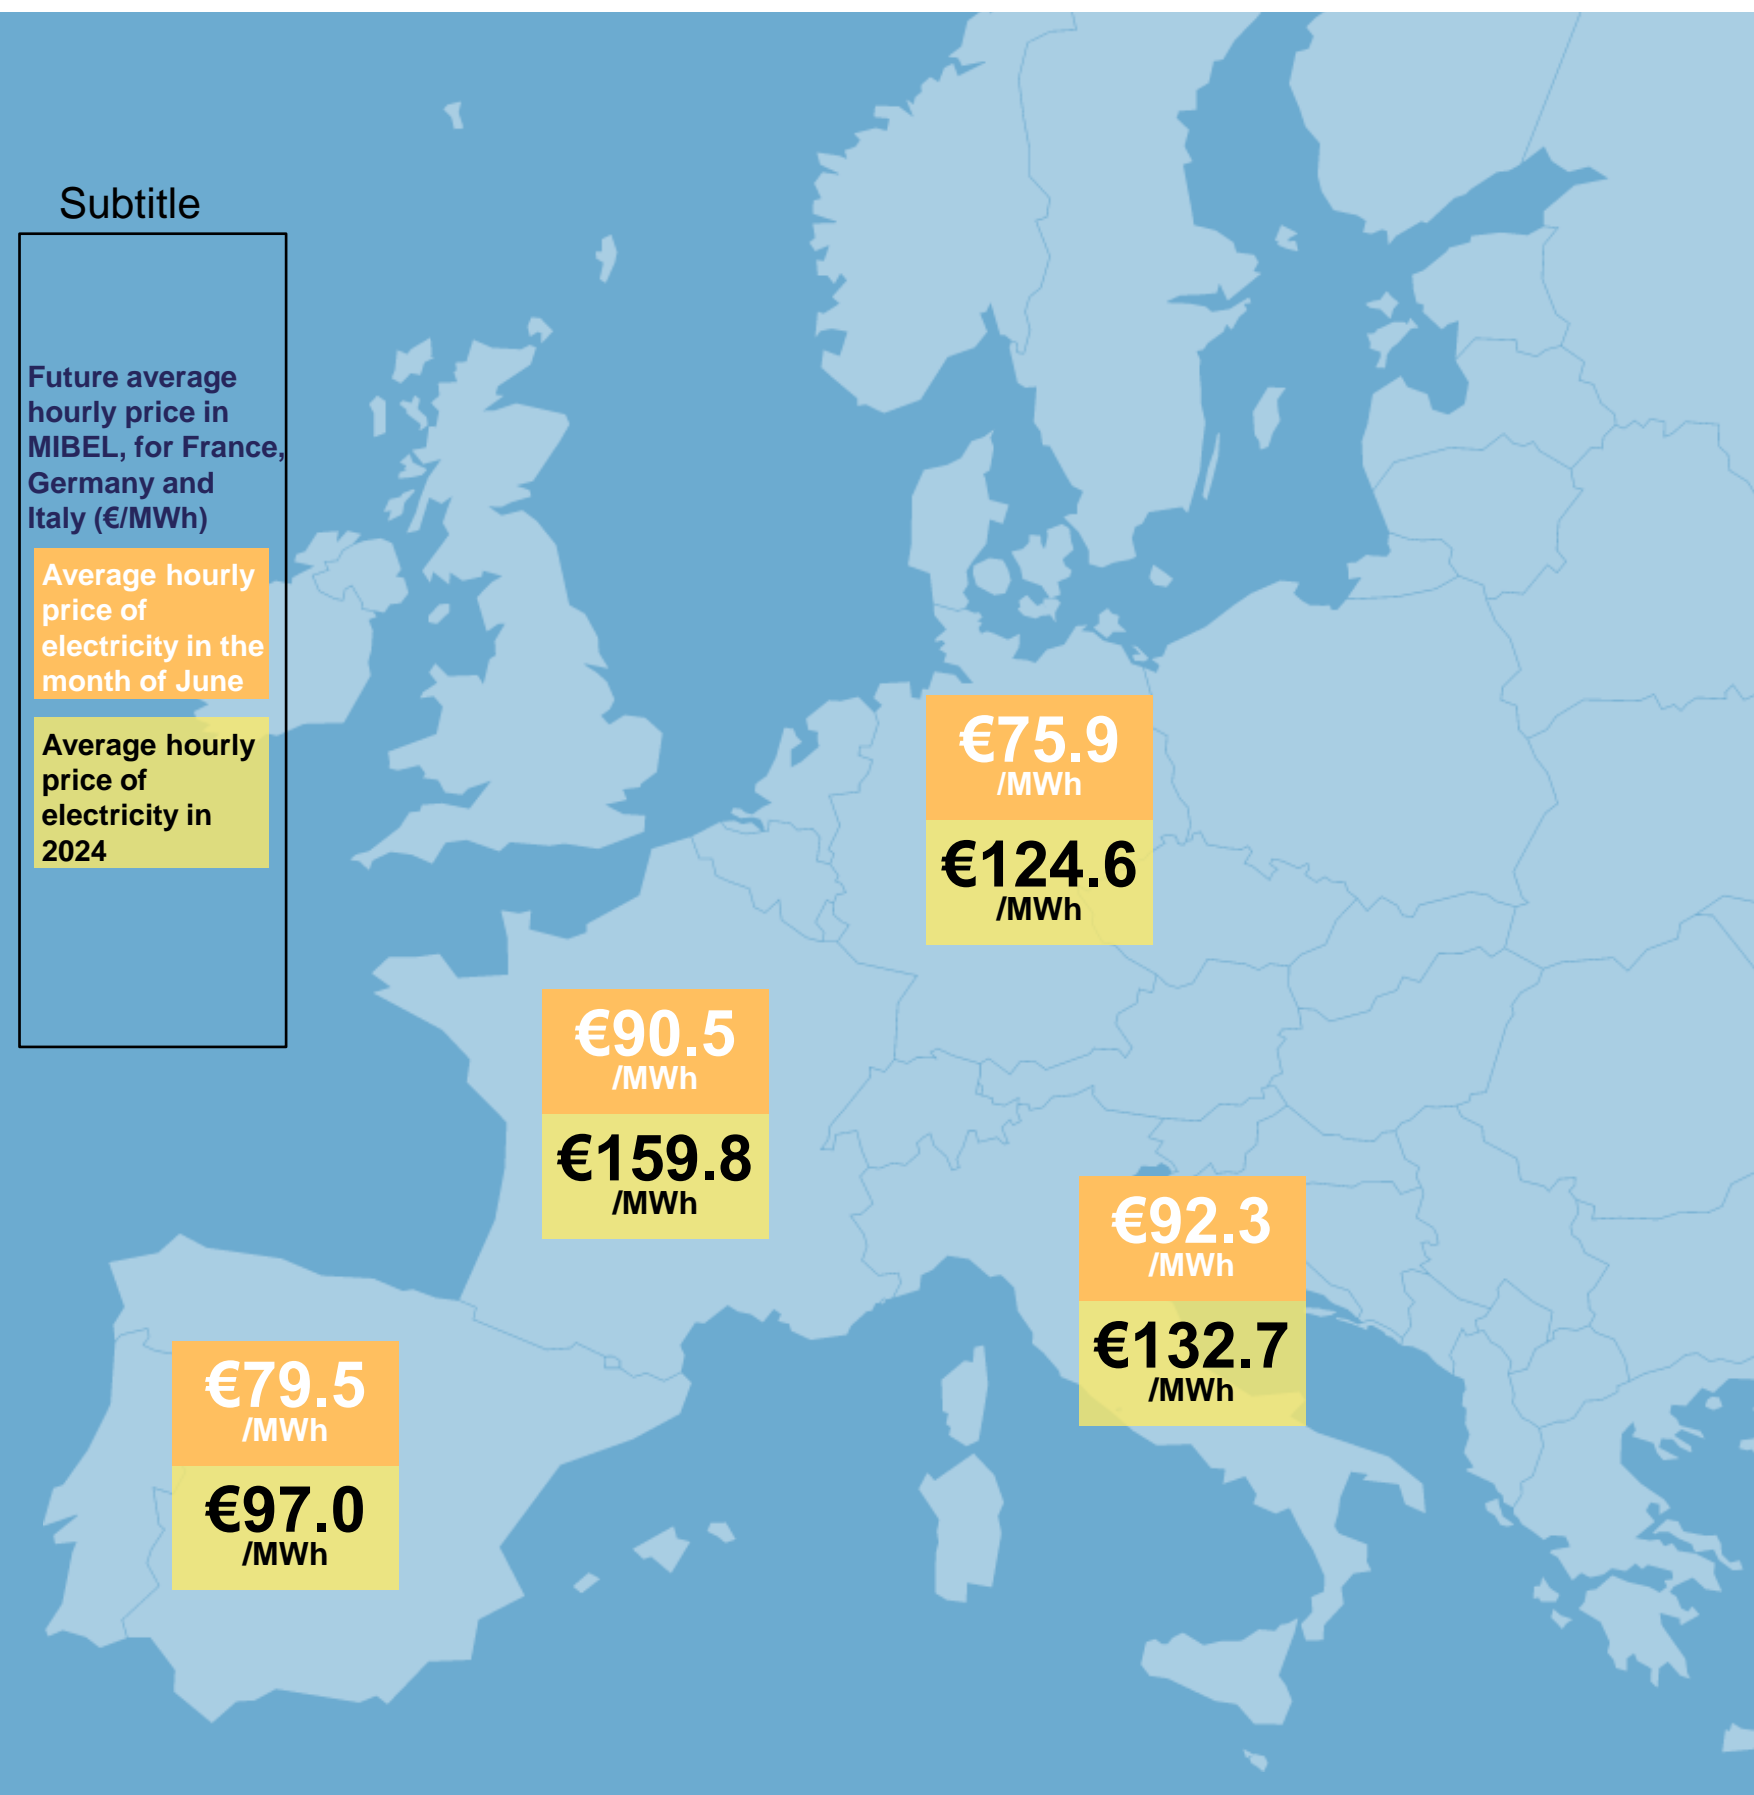 Subtitle
Future average
hourly price in
MIBEL, for France,
Germany and
Italy (€/MWh)
Average hourly
price of
electricity in the
month of June
Average hourly
price of
electricity in
2024
€75.9
/MWh
€124.6
/MWh
€90.5
/MWh
€159.8
/MWh
€92.3
/MWh
€132.7
/MWh
€79.5
/MWh
€97.0
/MWh